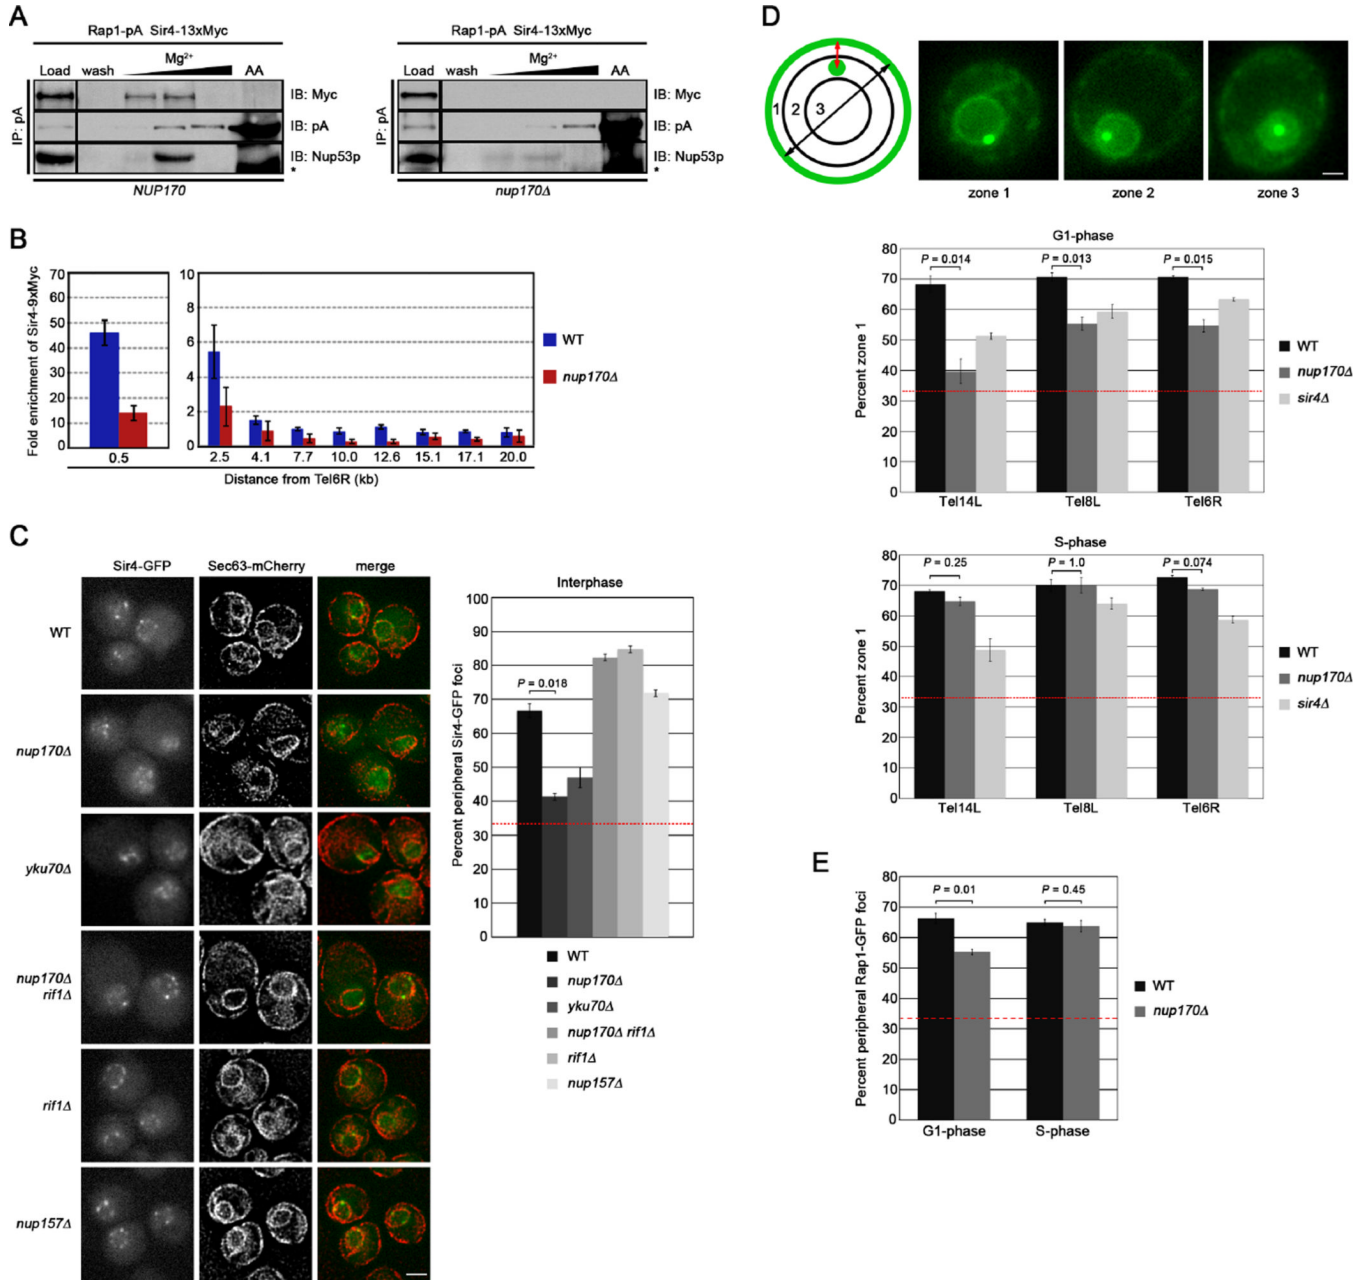 A
Rap1-pA Sir4-13xMyc
Mg2+
Load wash AA
IP: pA
IB: Myc
IB: pA
IB: Nup53p
*
NUP170
Rap1-pA Sir4-13xMyc
Mg2+
Load wash AA
IP: pA
IB: Myc
IB: pA
IB: Nup53p
*
nup170Δ
B
Fold enrichment of Sir4-9xMyc
70
60
50
40
30
20
10
0
0.5
10
8
6
4
2
0
2.5 4.1 7.7 10.0 12.6 15.1 17.1 20.0
Distance from Tel6R (kb)
WT
nup170Δ
C
Sir4-GFP Sec63-mCherry merge
WT
nup170Δ
yku70Δ
nup170Δ
rif1Δ
rif1Δ
nup157Δ
Interphase
Percent peripheral Sir4-GFP foci
100
90
80
70
60
50
40
30
20
10
0
P = 0.018
WT
nup170Δ
yku70Δ
nup170Δ rif1Δ
rif1Δ
nup157Δ
D
1 2 3
zone 1 zone 2 zone 3
G1-phase
Percent zone 1
80
70
60
50
40
30
20
10
0
P = 0.014 P = 0.013 P = 0.015
Tel14L Tel8L Tel6R
WT
nup170Δ
sir4Δ
S-phase
Percent zone 1
80
70
60
50
40
30
20
10
0
P = 0.25 P = 1.0 P = 0.074
Tel14L Tel8L Tel6R
WT
nup170Δ
sir4Δ
E
Percent peripheral Rap1-GFP foci
80
70
60
50
40
30
20
10
0
P = 0.01 P = 0.45
G1-phase S-phase
WT
nup170Δ